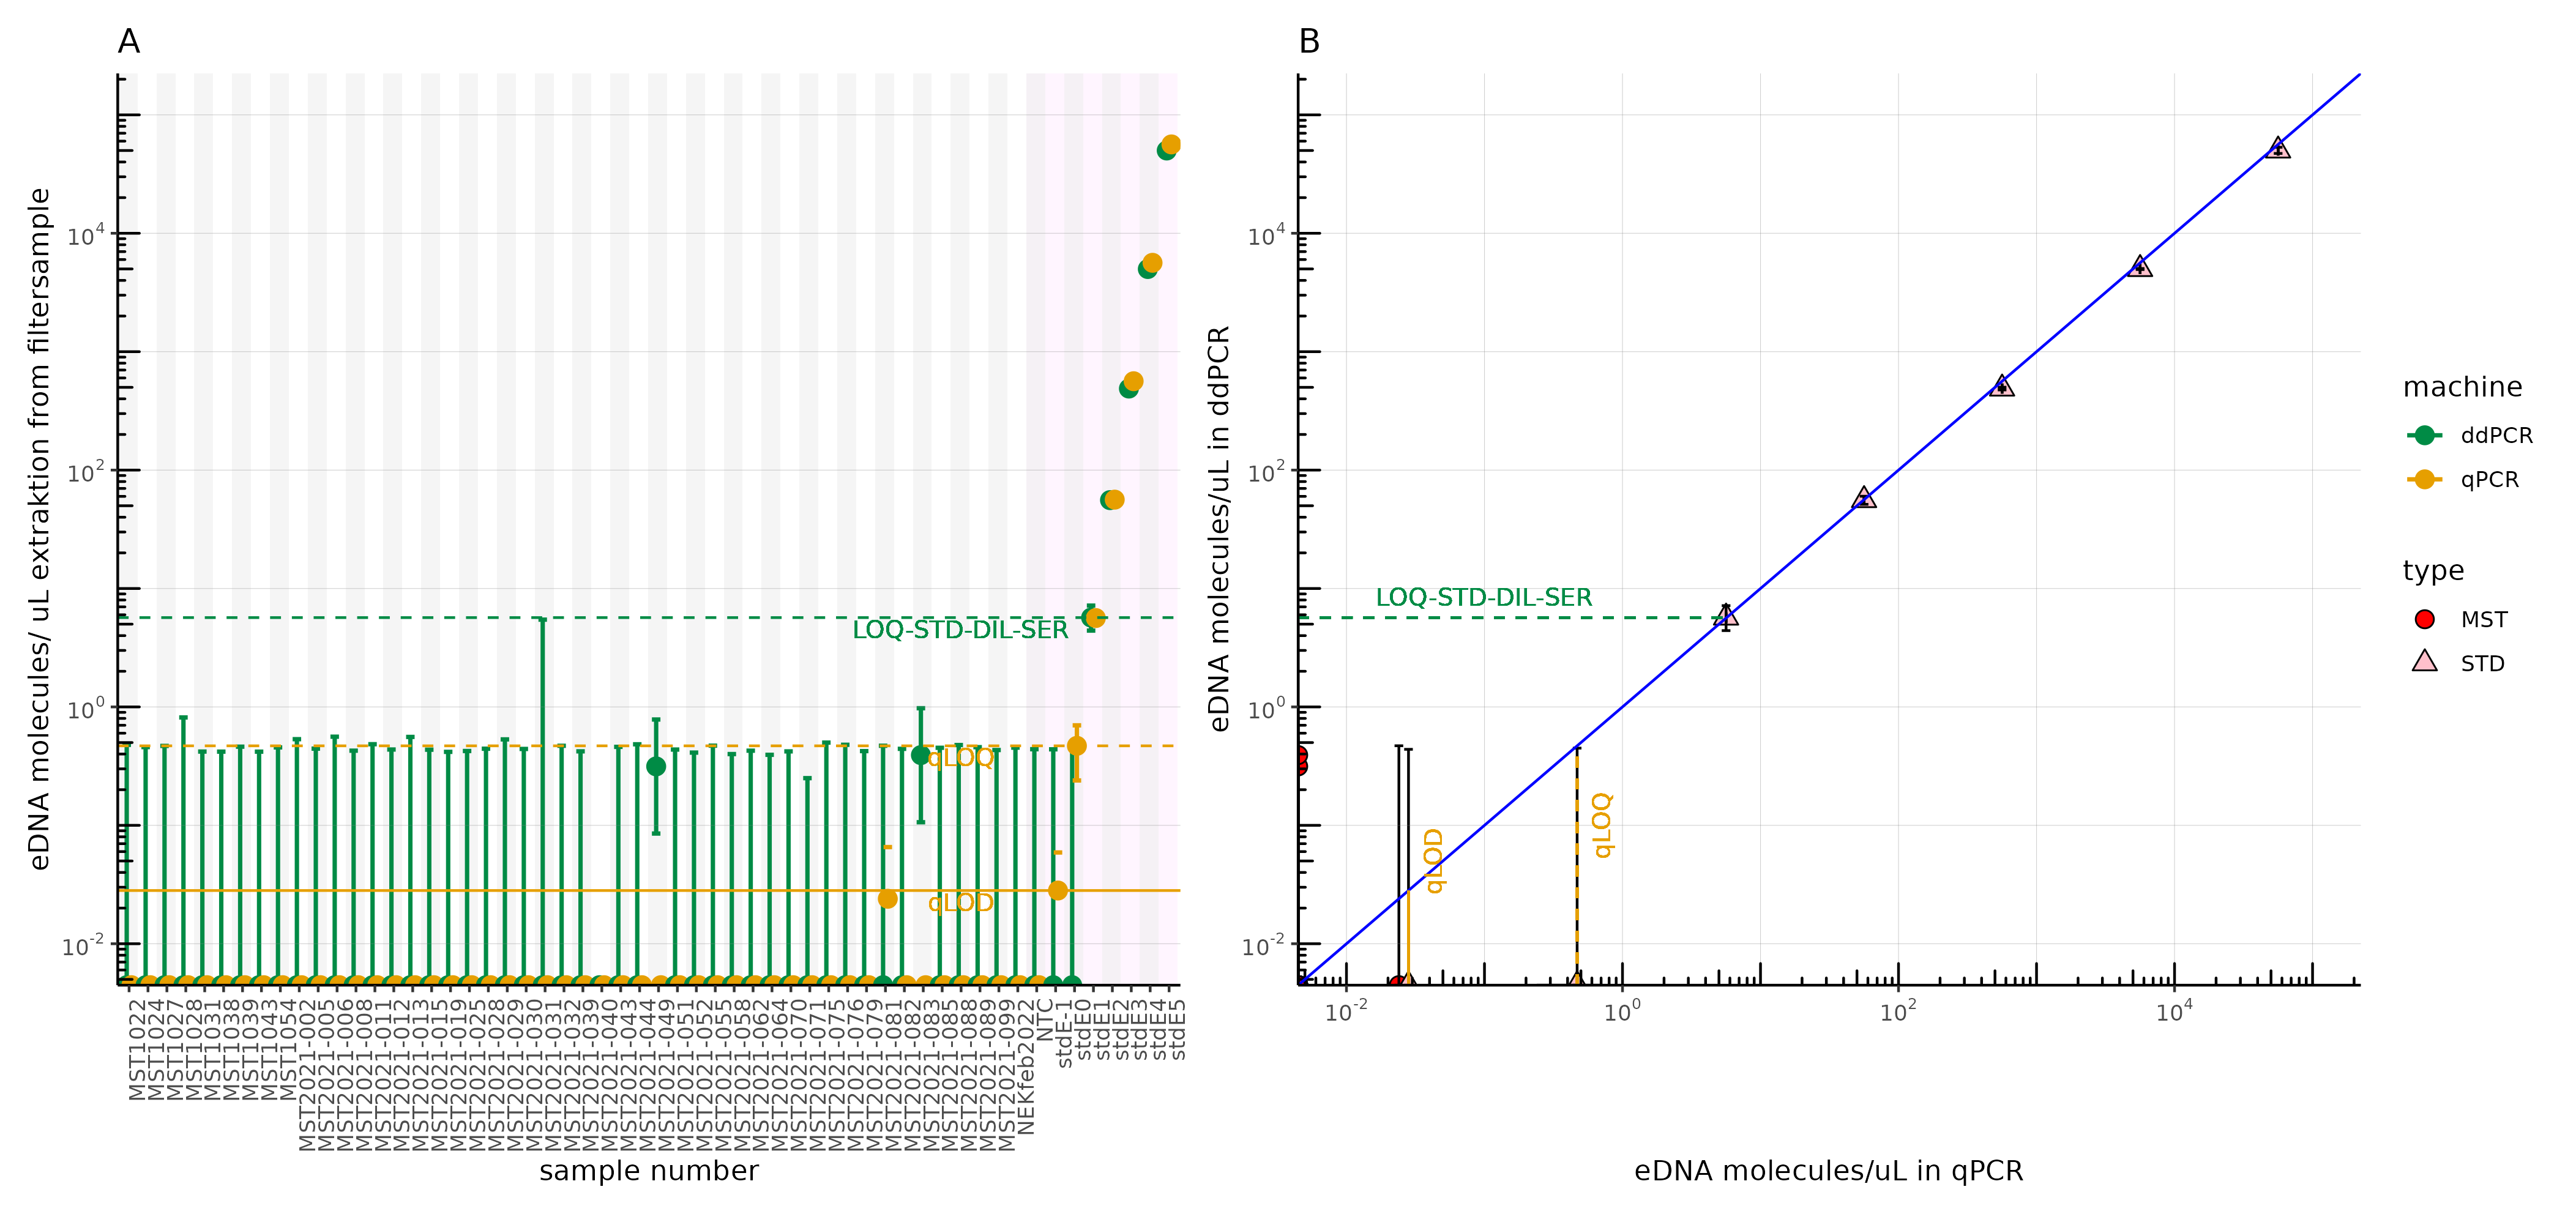 A
eDNA molecules/ uL extraktion from filtersample
10^4
10^2
10^0
10^-2
LOQ-STD-DIL-SER
qLOQ
qLOD
MST1022
MST1024
MST1027
MST1028
MST1031
MST1038
MST1039
MST1043
MST1054
MST2021-002
MST2021-005
MST2021-006
MST2021-008
MST2021-011
MST2021-012
MST2021-013
MST2021-015
MST2021-019
MST2021-025
MST2021-028
MST2021-029
MST2021-030
MST2021-031
MST2021-032
MST2021-039
MST2021-040
MST2021-043
MST2021-044
MST2021-049
MST2021-051
MST2021-052
MST2021-055
MST2021-058
MST2021-062
MST2021-064
MST2021-070
MST2021-071
MST2021-075
MST2021-076
MST2021-079
MST2021-081
MST2021-082
MST2021-083
MST2021-085
MST2021-088
MST2021-089
MST2021-099
NEKfeb2022
NTC
stdE-1
stdE0
stdE1
stdE2
stdE3
stdE4
stdE5
sample number
B
eDNA molecules/uL in ddPCR
10^4
10^2
10^0
10^-2
LOQ-STD-DIL-SER
qLOD
qLOQ
10^-2
10^0
10^2
10^4
eDNA molecules/uL in qPCR
machine
ddPCR
qPCR
type
MST
STD